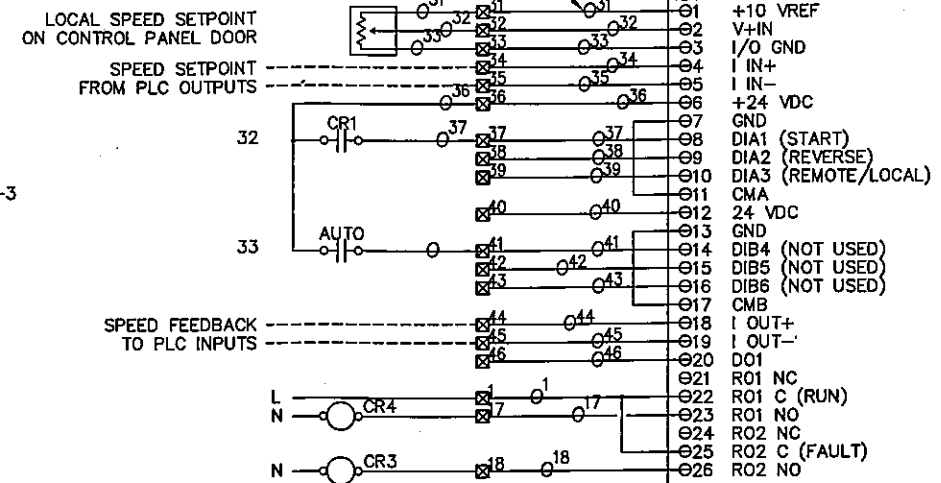 31 31 31 1 +10 VREF
LOCAL SPEED SETPOINT 32 32 32 2 V+IN
ON CONTROL PANEL DOOR 33 33 33 3 I/O GND
SPEED SETPOINT 34 34 4 I IN+
FROM PLC OUTPUTS 35 35 5 I IN-
36 36 36 6 +24 VDC
7 GND
32 CR1 37 37 37 8 DIA1 (START)
38 38 9 DIA2 (REVERSE)
39 39 10 DIA3 (REMOTE/LOCAL)
-3 11 CMA
40 40 12 24 VDC
13 GND
33 AUTO 41 41 14 DIB4 (NOT USED)
42 42 15 DIB5 (NOT USED)
43 43 16 DIB6 (NOT USED)
17 CMB
SPEED FEEDBACK 44 44 18 I OUT+
TO PLC INPUTS 45 45 19 I OUT-
46 46 20 DO1
21 RO1 NC
L 1 1 22 RO1 C (RUN)
N CR4 17 17 23 RO1 NO
24 RO2 NC
25 RO2 C (FAULT)
N CR3 18 18 26 RO2 NO